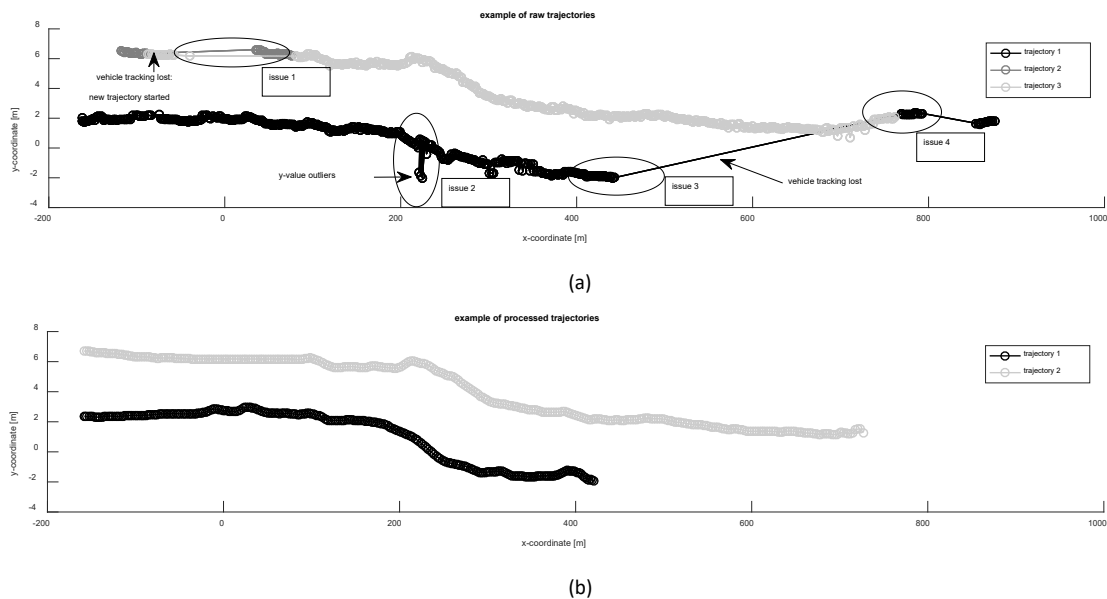 example of raw trajectories
8
6
4
2
0
-2
-4
y-coordinate [m]
-200
0
200
400
600
800
1000
x-coordinate [m]
vehicle tracking lost:
new trajectory started
issue 1
y-value outliers
issue 2
issue 3
vehicle tracking lost
issue 4
trajectory 1
trajectory 2
trajectory 3
(a)
example of processed trajectories
8
6
4
2
0
-2
-4
y-coordinate [m]
-200
0
200
400
600
800
1000
x-coordinate [m]
trajectory 1
trajectory 2
(b)